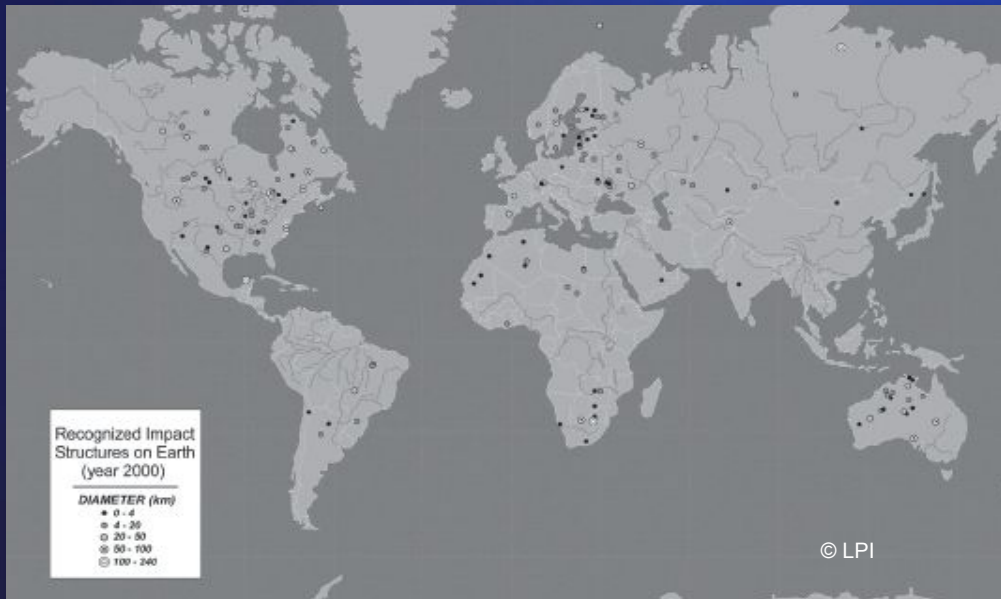 Recognized Impact
Structures on Earth
(year 2000)
DIAMETER (km)
0 - 4
4 - 20
20 - 50
50 - 100
100 - 240
© LPI